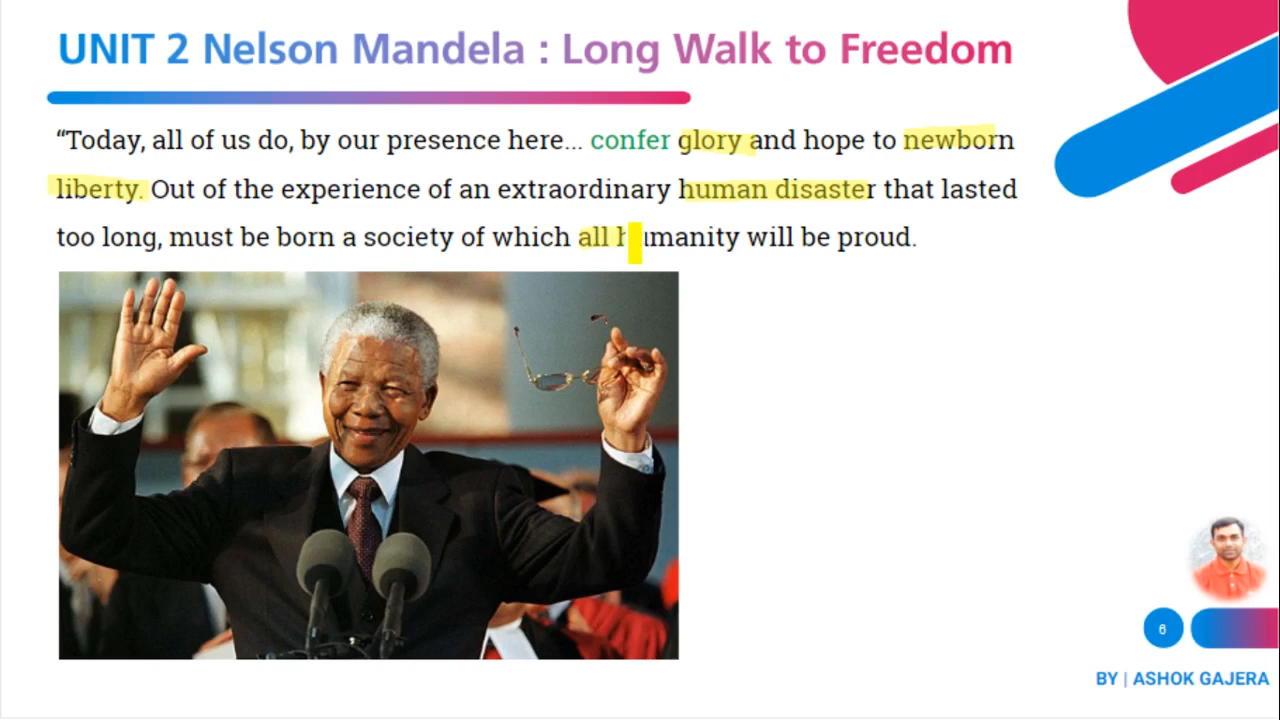 UNIT 2 Nelson Mandela : Long Walk to Freedom
“Today, all of us do, by our presence here... confer glory and hope to newborn
liberty. Out of the experience of an extraordinary human disaster that lasted
too long, must be born a society of which all humanity will be proud.
6
BY | ASHOK GAJERA